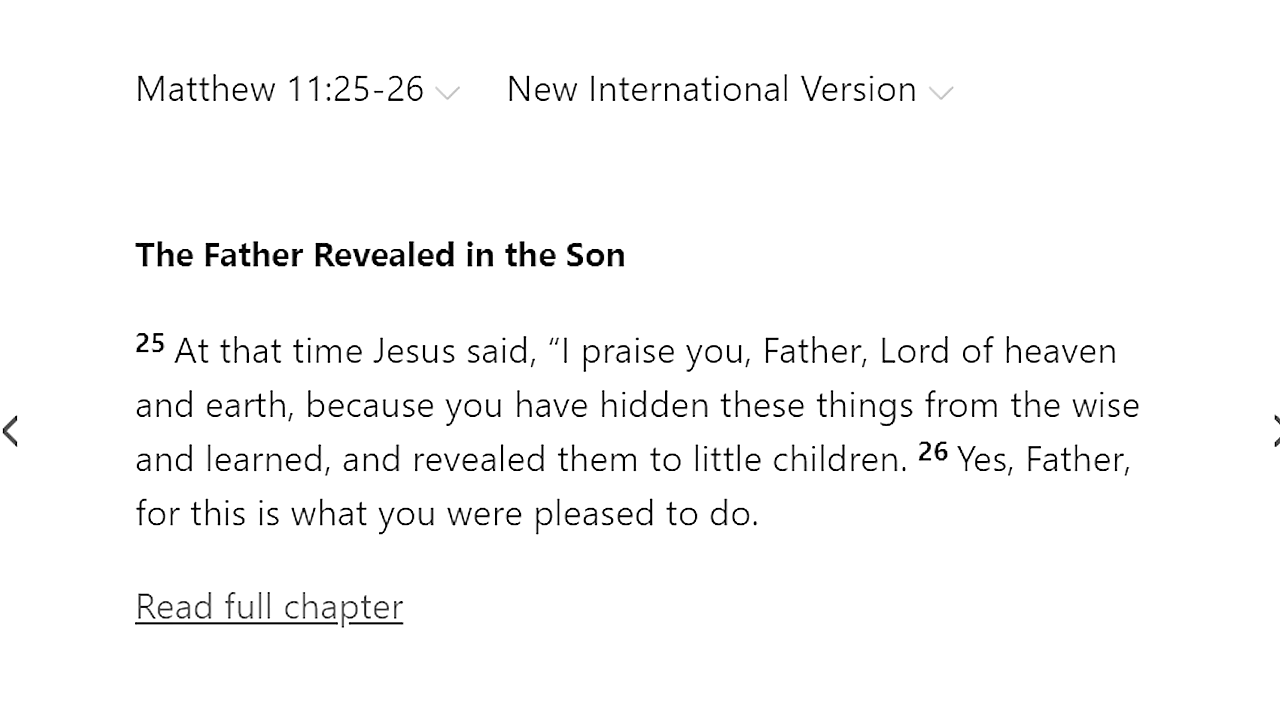 Matthew 11:25-26 New International Version
The Father Revealed in the Son
25 At that time Jesus said, “I praise you, Father, Lord of heaven
and earth, because you have hidden these things from the wise
and learned, and revealed them to little children. 26 Yes, Father,
for this is what you were pleased to do.
Read full chapter